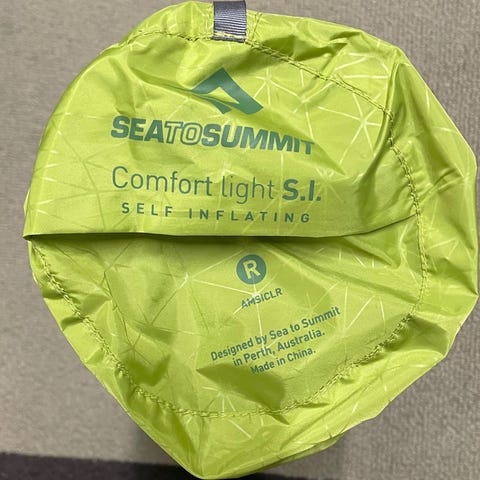 SEATOSUMMIT
Comfort light S.I.
SELF INFLATING
R
AMSICLR
Designed by Sea to Summit
in Perth, Australia.
Made in China.